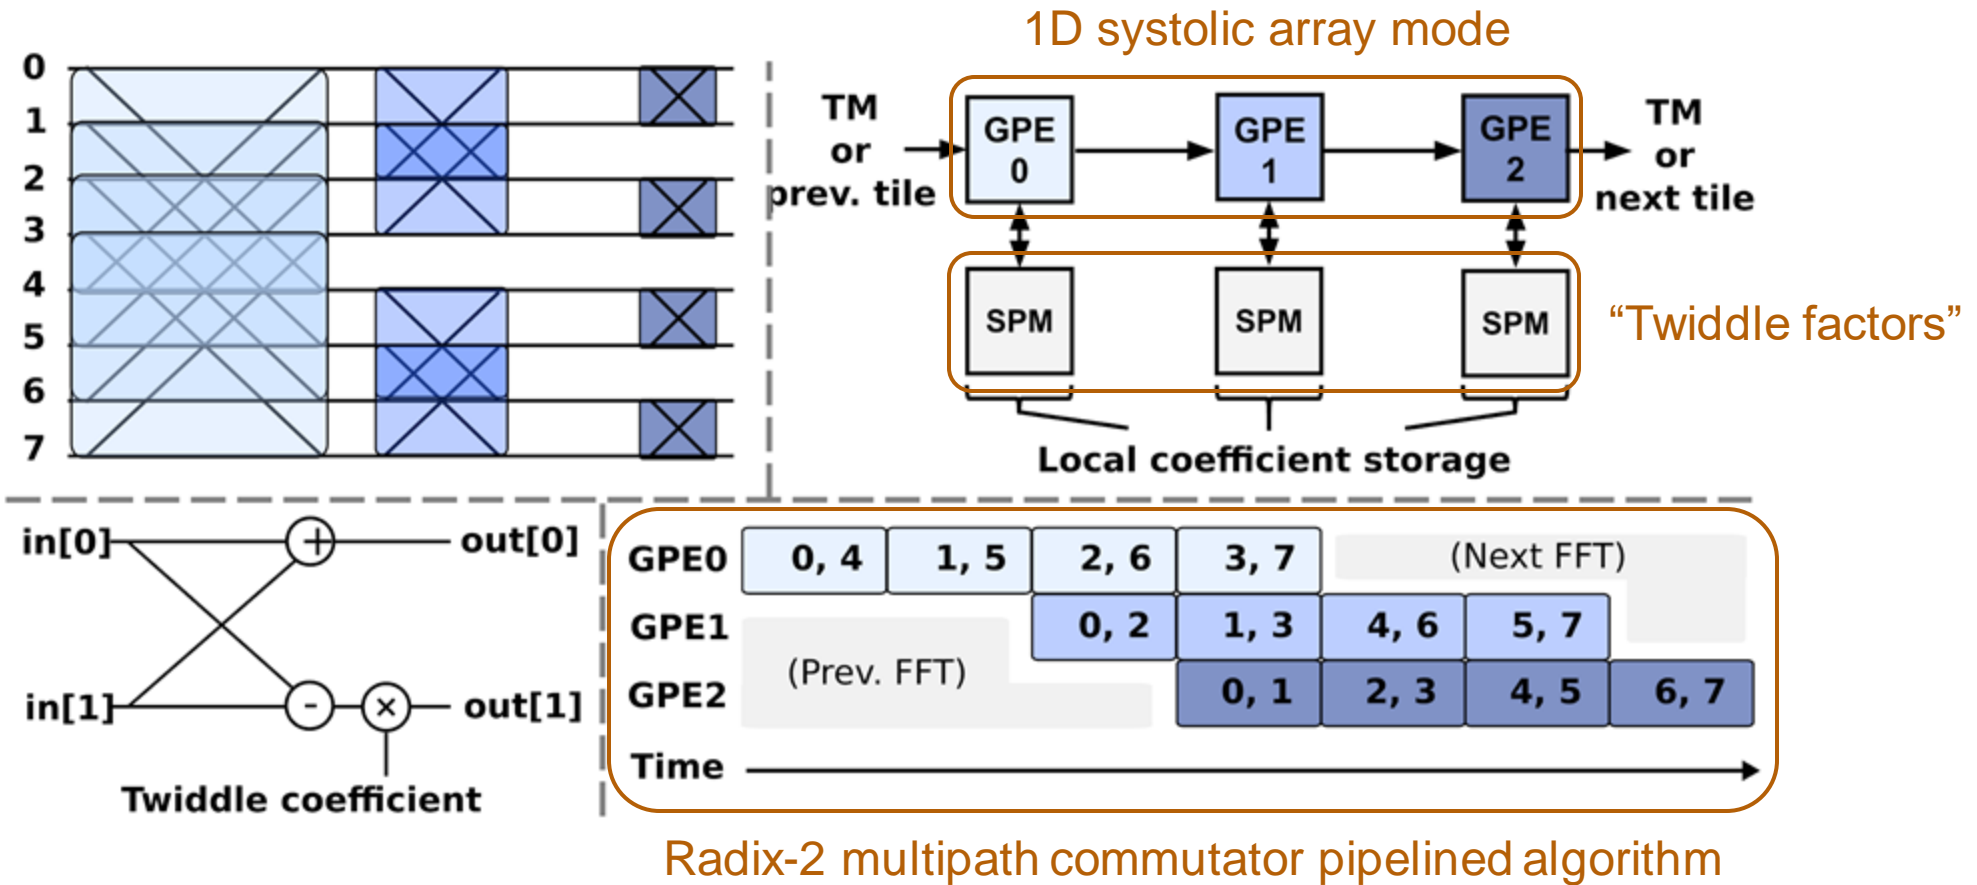 1D systolic array mode
0
1
2
3
4
5
6
7
TM
or
prev. tile
GPE
0
GPE
1
GPE
2
TM
or
next tile
SPM
SPM
SPM
“Twiddle factors”
Local coefficient storage
in[0]
+
out[0]
in[1]
-
×
out[1]
Twiddle coefficient
GPE0 0, 4 1, 5 2, 6 3, 7 (Next FFT)
GPE1 0, 2 1, 3 4, 6 5, 7
(Prev. FFT)
GPE2 0, 1 2, 3 4, 5 6, 7
Time
Radix-2 multipath commutator pipelined algorithm